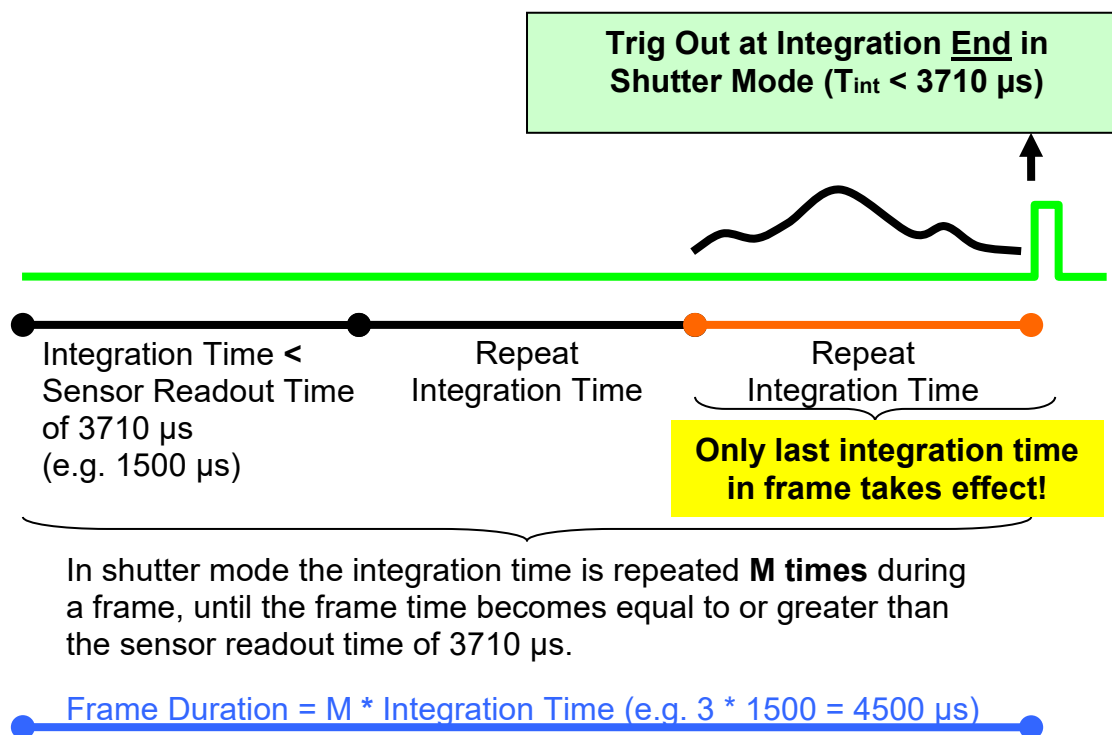 Trig Out at Integration End in
Shutter Mode (Tint < 3710 µs)
Integration Time <
Sensor Readout Time
of 3710 µs
(e.g. 1500 µs)
Repeat
Integration Time
Repeat
Integration Time
Only last integration time
in frame takes effect!
In shutter mode the integration time is repeated M times during
a frame, until the frame time becomes equal to or greater than
the sensor readout time of 3710 µs.
Frame Duration = M * Integration Time (e.g. 3 * 1500 = 4500 µs)